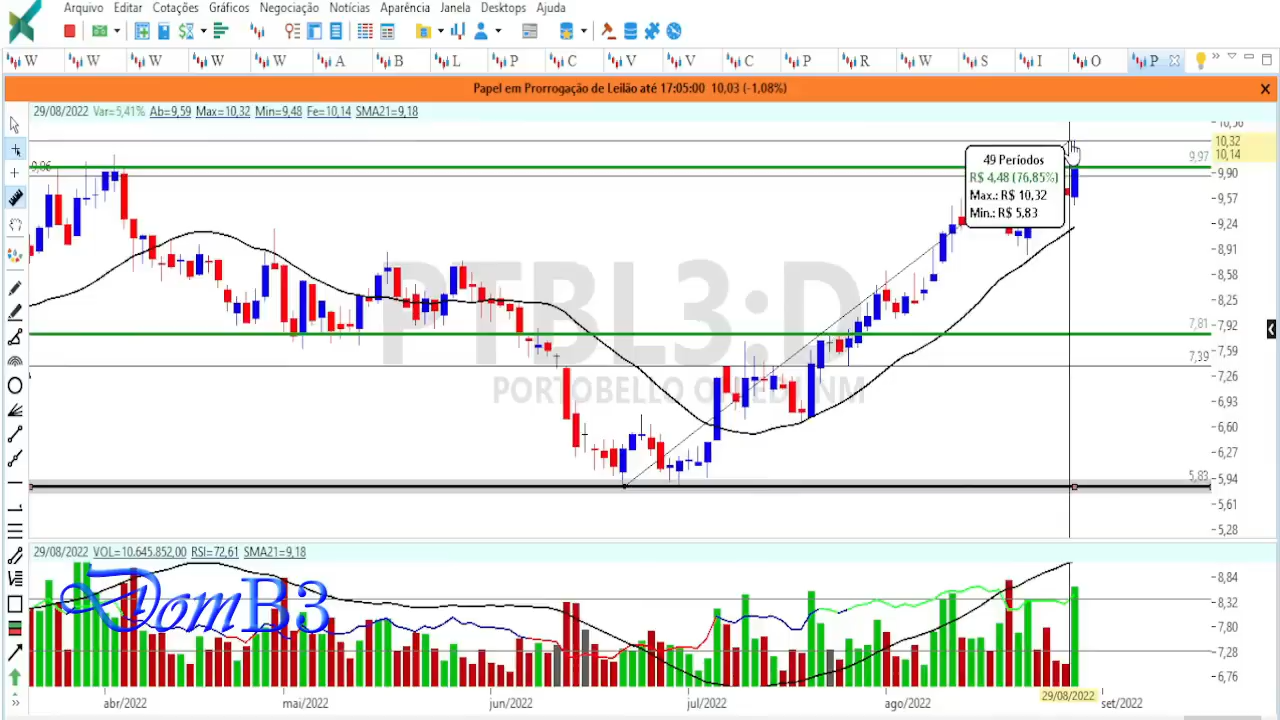 Arquivo Editar Cotações Gráficos Negociação Notícias Aparência Janela Desktops Ajuda
W W W W W A B L P C V V C P R W S I O P
Papel em Prorrogação de Leilão até 17:05:00 10,03 (-1,08%)
29/08/2022 Var=5,41% Ab=9,59 Max=10,32 Min=9,48 Fe=10,14 SMA21=9,18
10,56
10,32
10,14
9,97
9,90
9,57
9,24
8,91
8,58
8,25
7,92
7,81
7,59
7,39
7,26
6,93
6,60
6,27
5,94
5,83
5,61
5,28
49 Períodos
R$ 4,48 (76,85%)
Max.: R$ 10,32
Min.: R$ 5,83
PTBL3:D
PORTOBELLO ON EDJ NM
29/08/2022 VOL=10.645.852,00 RSI=72,61 SMA21=9,18
DomB3
8,84
8,32
7,80
7,28
6,76
abr/2022 mai/2022 jun/2022 jul/2022 ago/2022 29/08/2022 set/2022